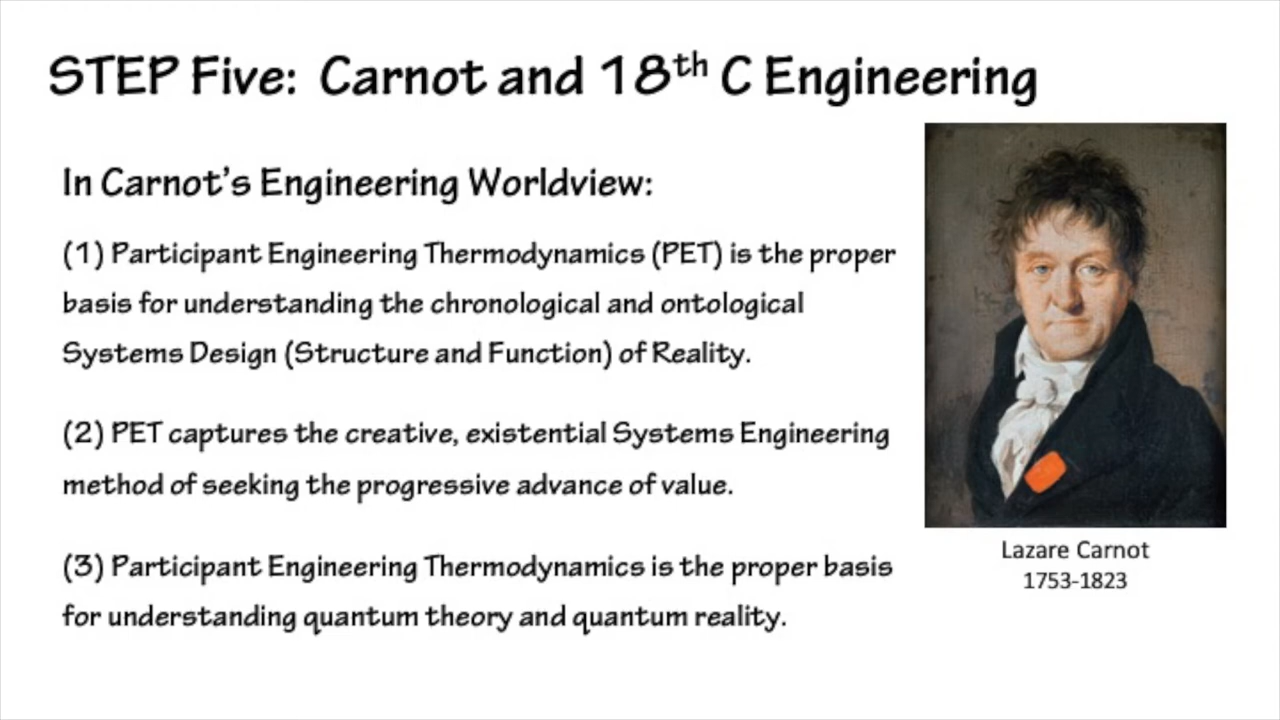 STEP Five: Carnot and 18th C Engineering
In Carnot's Engineering Worldview:
(1) Participant Engineering Thermodynamics (PET) is the proper
basis for understanding the chronological and ontological
Systems Design (Structure and Function) of Reality.
(2) PET captures the creative, existential Systems Engineering
method of seeking the progressive advance of value.
(3) Participant Engineering Thermodynamics is the proper basis
for understanding quantum theory and quantum reality.
Lazare Carnot
1753-1823